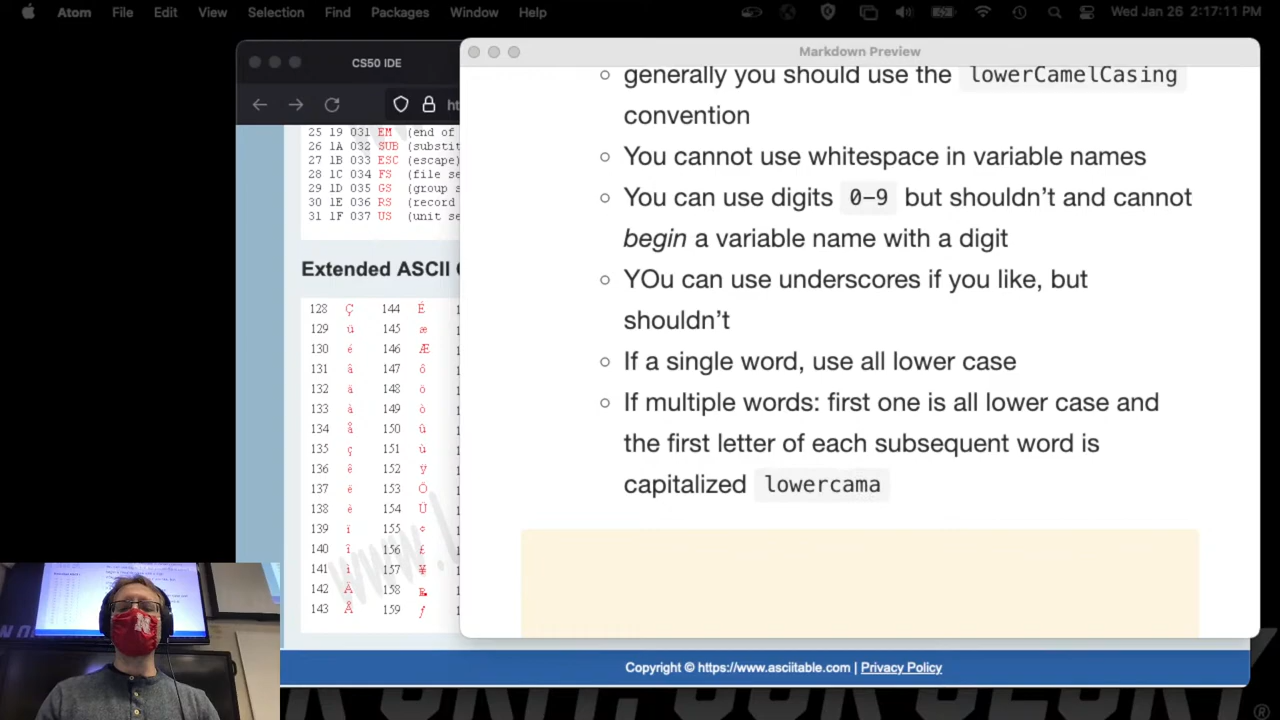 Atom File Edit View Selection Find Packages Window Help Wed Jan 26 2:17:11 PM
CS50 IDE
25 19 031 EM (end of
26 1A 032 SUB (substit
27 1B 033 ESC (escape)
28 1C 034 FS (file se
29 1D 035 GS (group s
30 1E 036 RS (record
31 1F 037 US (unit se
Extended ASCII
128 Ç 144 É
129 ü 145 æ
130 é 146 Æ
131 â 147 ô
132 ä 148 ö
133 à 149 ò
134 å 150 û
135 ç 151 ù
136 ê 152 ÿ
137 ë 153 Ö
138 è 154 Ü
139 ï 155 ¢
140 î 156 £
141 ì 157 ¥
142 Ä 158
143 Å 159 ƒ
Markdown Preview
generally you should use the lowerCamelCasing
convention
You cannot use whitespace in variable names
You can use digits 0-9 but shouldn't and cannot
begin a variable name with a digit
YOu can use underscores if you like, but
shouldn't
If a single word, use all lower case
If multiple words: first one is all lower case and
the first letter of each subsequent word is
capitalized lowercama
Copyright © https://www.asciitable.com | Privacy Policy
N